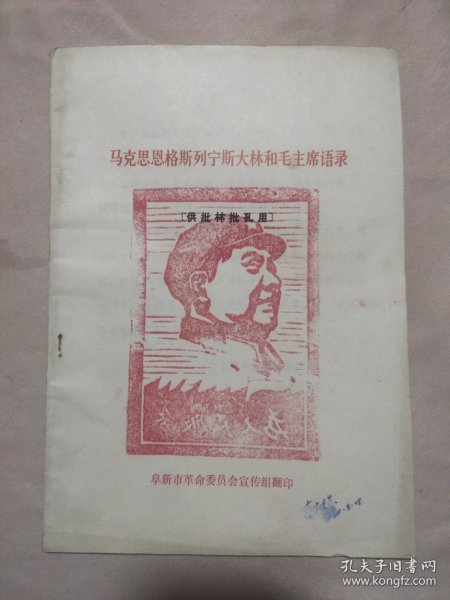 马克思恩格斯列宁斯大林和毛主席语录
〔供批林批孔用〕
阜新市革命委员会宣传组翻印
孔夫子旧书网
www.kongfz.com